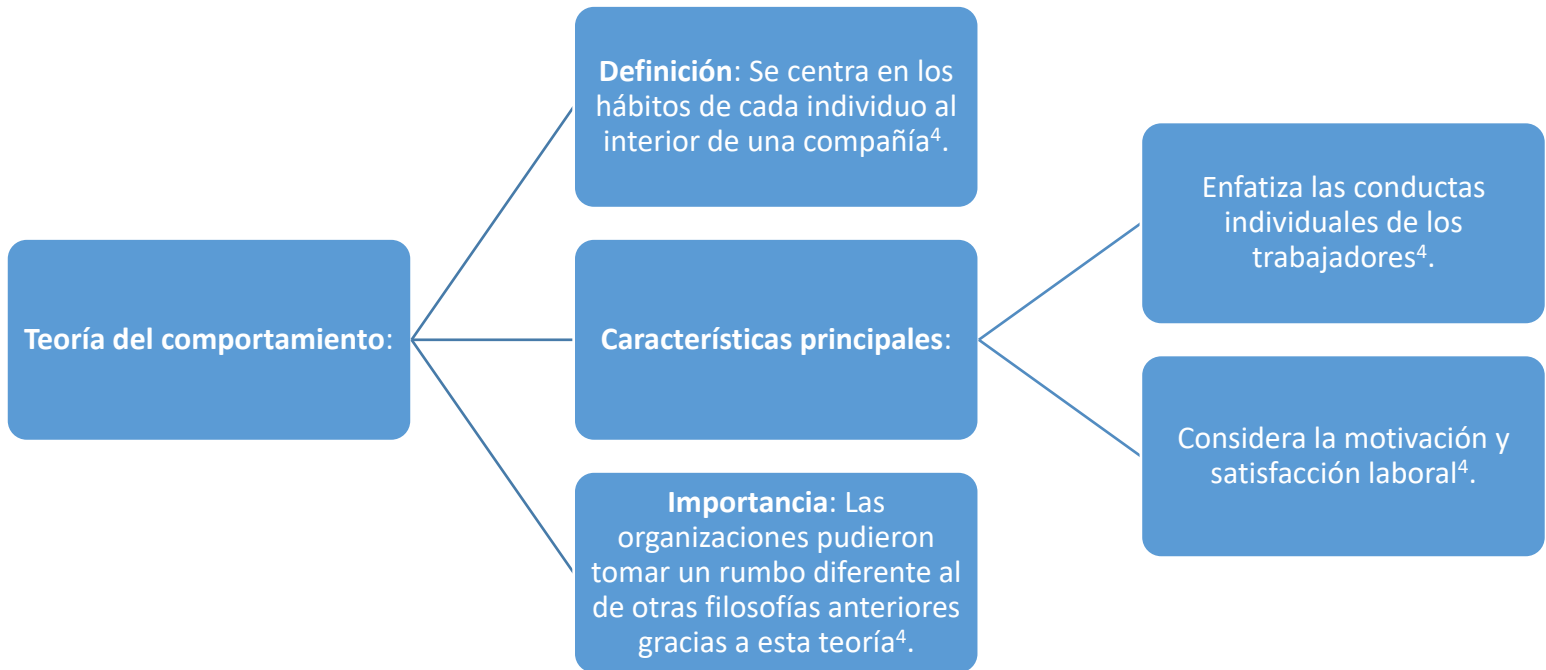 Teoría del comportamiento:
Definición: Se centra en los
hábitos de cada individuo al
interior de una compañía⁴.
Características principales:
Enfatiza las conductas
individuales de los
trabajadores⁴.
Considera la motivación y
satisfacción laboral⁴.
Importancia: Las
organizaciones pudieron
tomar un rumbo diferente al
de otras filosofías anteriores
gracias a esta teoría⁴.